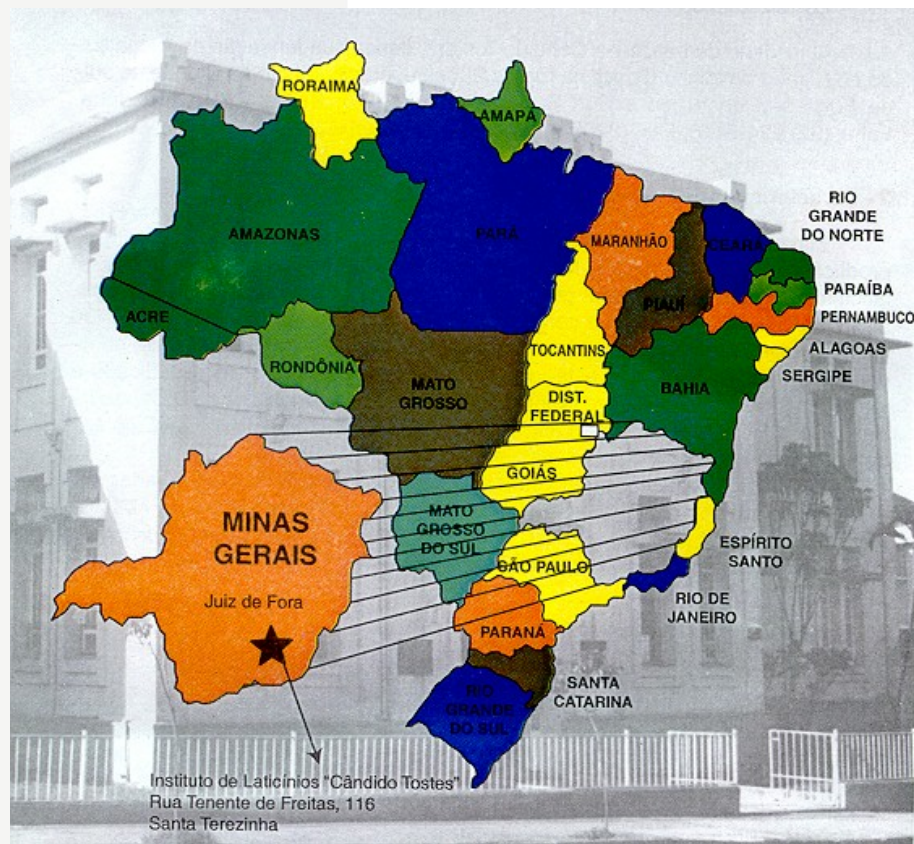 RORAIMA
AMAPÁ
AMAZONAS
PARÁ
MARANHÃO
CEARÁ
RIO
GRANDE
DO NORTE
PIAUÍ
PARAÍBA
PERNAMBUCO
ACRE
RONDÔNIA
TOCANTINS
ALAGOAS
SERGIPE
MATO
GROSSO
BAHIA
DIST.
FEDERAL
GOIÁS
MINAS
GERAIS
Juiz de Fora
MATO
GROSSO
DO SUL
SÃO PAULO
ESPÍRITO
SANTO
RIO DE
JANEIRO
PARANÁ
SANTA
CATARINA
RIO
GRANDE
DO SUL
Instituto de Laticínios "Cândido Tostes"
Rua Tenente de Freitas, 116
Santa Terezinha